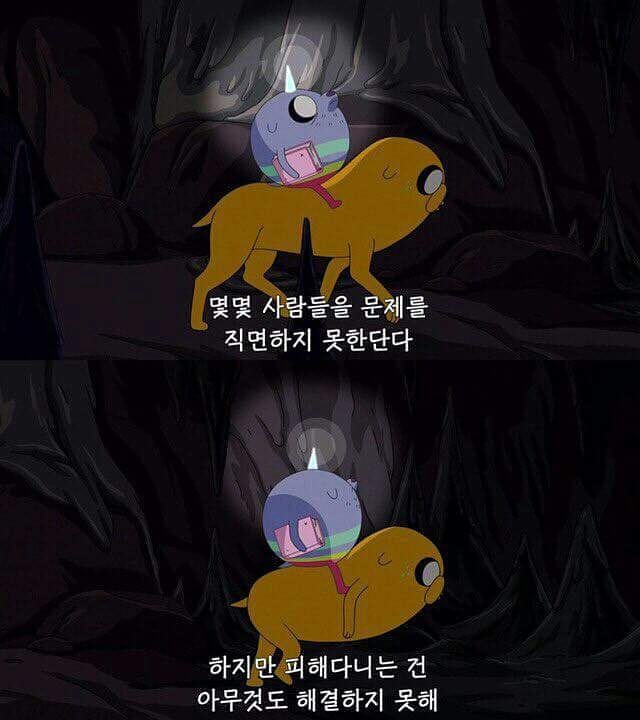 몇몇 사람들을 문제를
직면하지 못한단다
하지만 피해다니는 건
아무것도 해결하지 못해